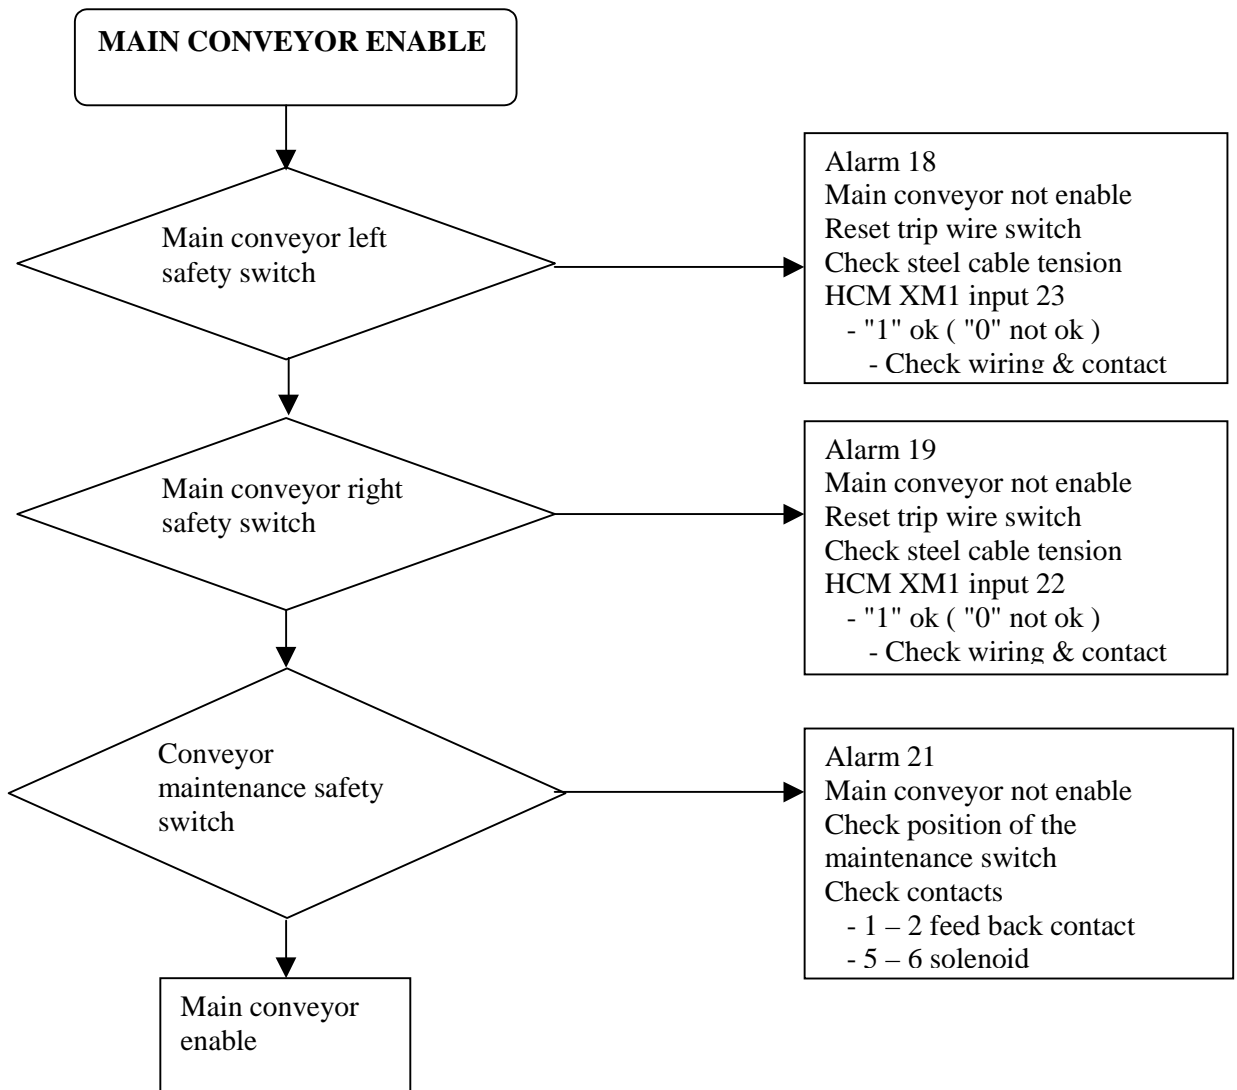 MAIN CONVEYOR ENABLE
Main conveyor left
safety switch
Alarm 18
Main conveyor not enable
Reset trip wire switch
Check steel cable tension
HCM XM1 input 23
- "1" ok ( "0" not ok )
- Check wiring & contact
Main conveyor right
safety switch
Alarm 19
Main conveyor not enable
Reset trip wire switch
Check steel cable tension
HCM XM1 input 22
- "1" ok ( "0" not ok )
- Check wiring & contact
Conveyor
maintenance safety
switch
Alarm 21
Main conveyor not enable
Check position of the
maintenance switch
Check contacts
- 1 – 2 feed back contact
- 5 – 6 solenoid
Main conveyor
enable